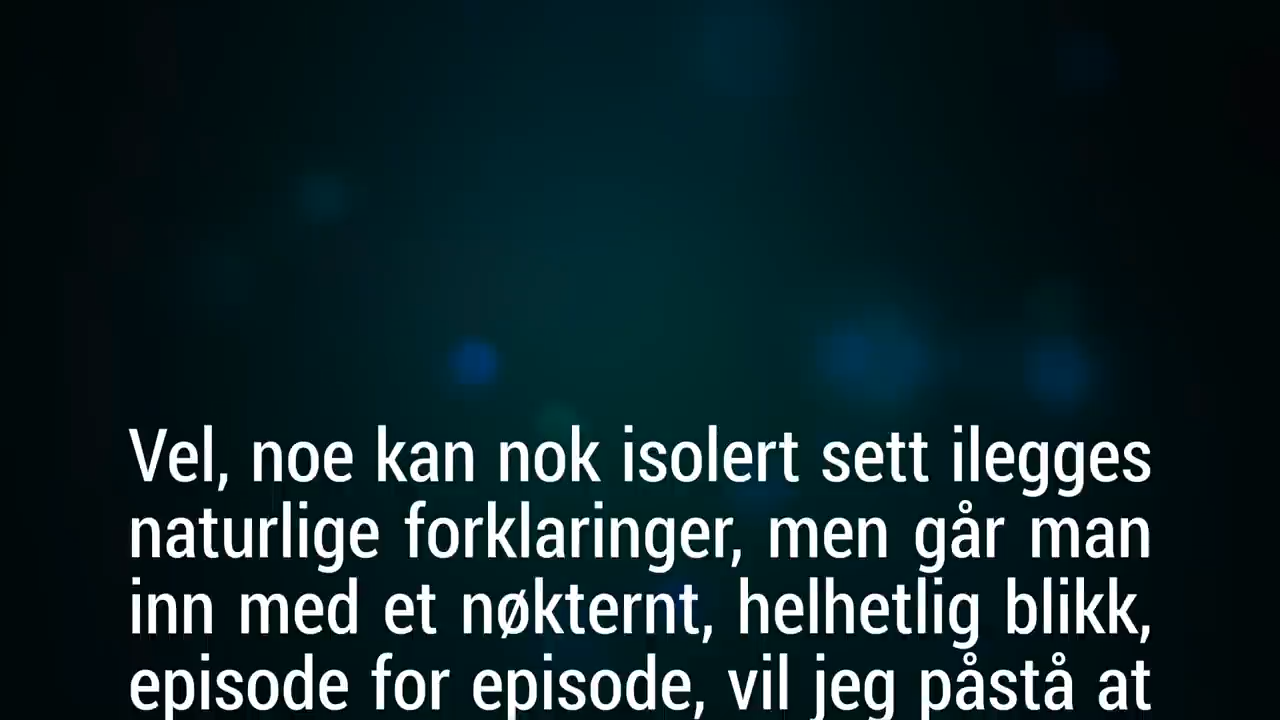 Vel, noe kan nok isolert sett ilegges
naturlige forklaringer, men går man
inn med et nøkternt, helhetlig blikk,
episode for episode, vil jeg påstå at